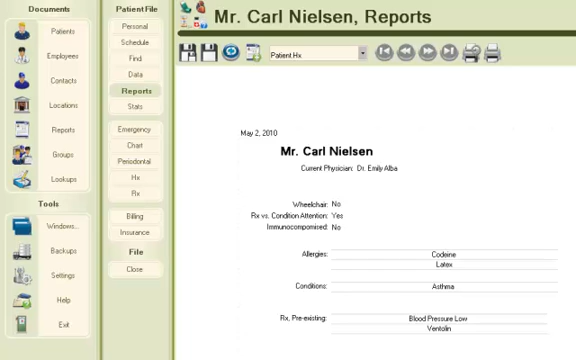 Documents
Patients
Employees
Contacts
Locations
Reports
Groups
Lookups
Tools
Windows...
Backups
Settings
Help
Exit
Patient File
Personal
Schedule
Find
Data
Reports
Stats
Emergency
Chart
Periodontal
Hx
Rx
Billing
Insurance
File
Close
Mr. Carl Nielsen, Reports
Patient Hx
May 2, 2010
Mr. Carl Nielsen
Current Physician: Dr. Emily Alba
Wheelchair: No
Rx vs. Condition Attention: Yes
Immunocompomised: No
Allergies: Codeine
Latex
Conditions: Asthma
Rx, Pre-existing: Blood Pressure Low
Ventolin